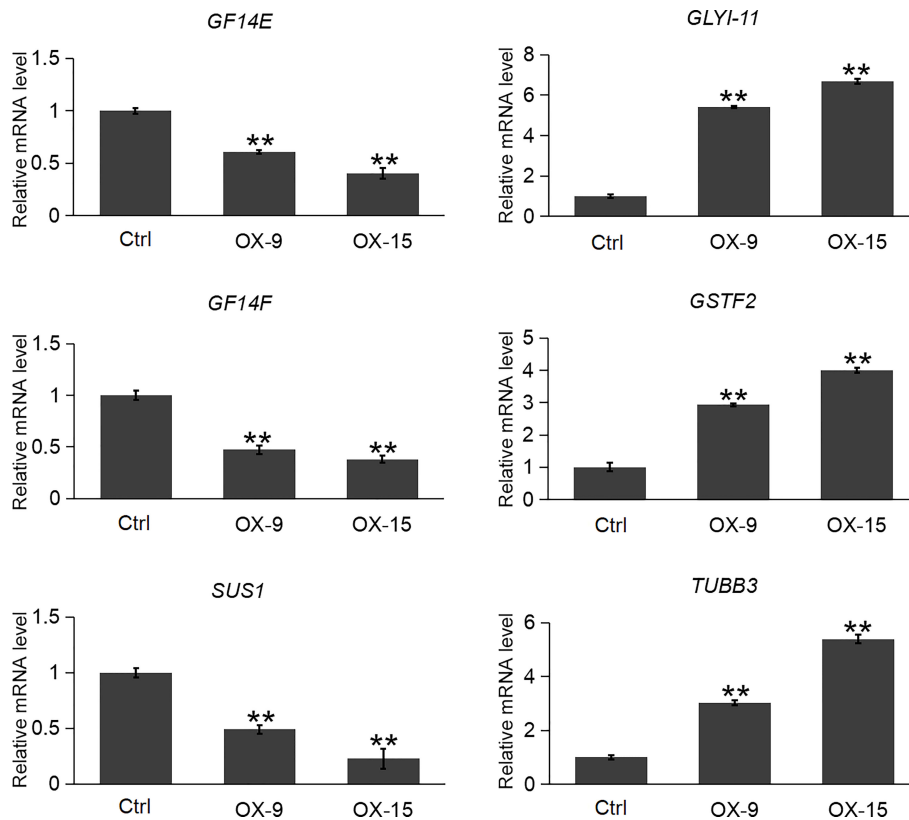 GF14E
Relative mRNA level
1.5
1
0.5
0
**
**
Ctrl
OX-9
OX-15
GLYI-11
Relative mRNA level
8
6
4
2
0
**
**
Ctrl
OX-9
OX-15
GF14F
Relative mRNA level
1.5
1
0.5
0
**
**
Ctrl
OX-9
OX-15
GSTF2
Relative mRNA level
5
4
3
2
1
0
**
**
Ctrl
OX-9
OX-15
SUS1
Relative mRNA level
1.5
1
0.5
0
**
**
Ctrl
OX-9
OX-15
TUBB3
Relative mRNA level
6
4
2
0
**
**
Ctrl
OX-9
OX-15